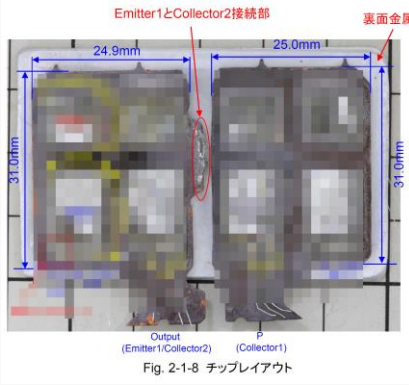 Emitter1とCollector2接続部
裏面金属
24.9mm
25.0mm
31.0mm
31.0mm
Output
(Emitter1/Collector2)
P
(Collector1)
Fig. 2-1-8 チップレイアウト